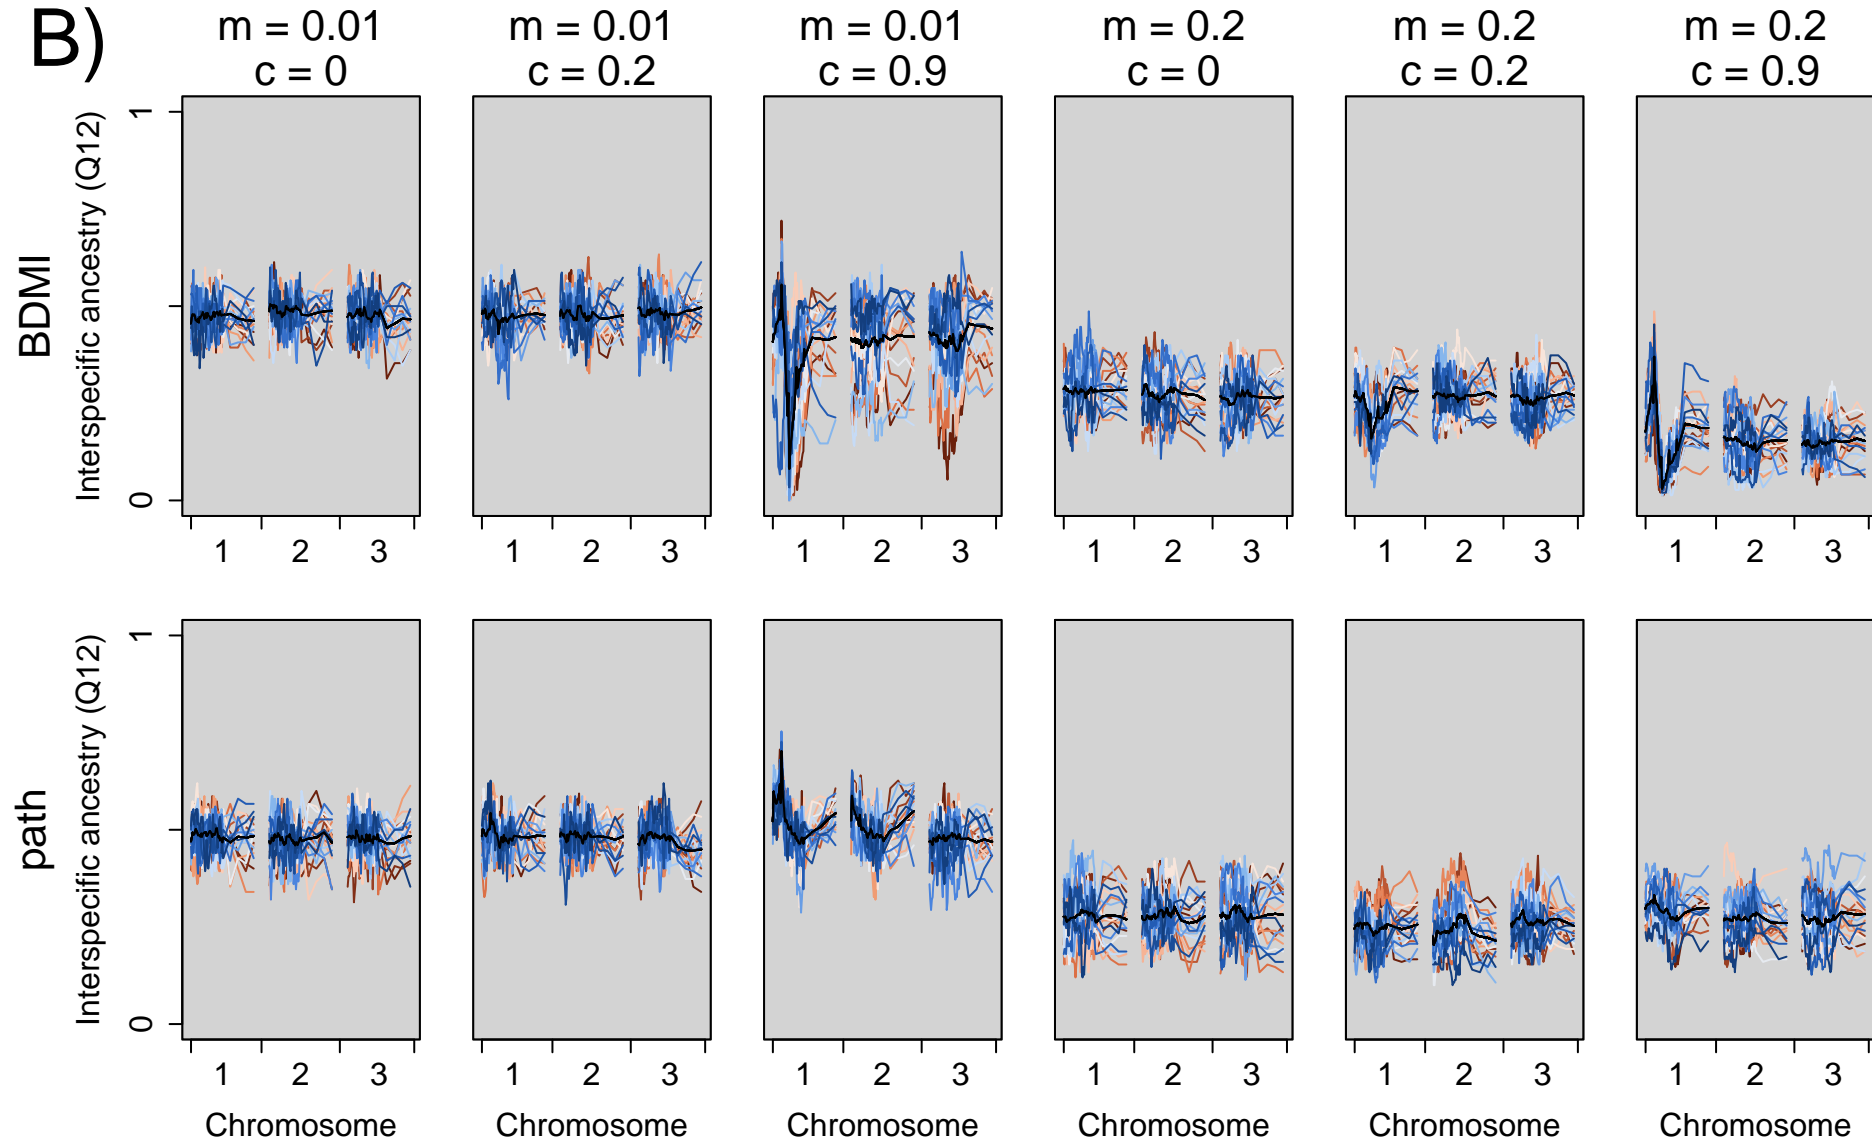 B)
m = 0.01 m = 0.01 m = 0.01 m = 0.2 m = 0.2 m = 0.2
c = 0 c = 0.2 c = 0.9 c = 0 c = 0.2 c = 0.9
BDMI
Interspecific ancestry (Q12)
1
0
1 2 3 1 2 3 1 2 3 1 2 3 1 2 3 1 2 3
path
Interspecific ancestry (Q12)
1
0
1 2 3 1 2 3 1 2 3 1 2 3 1 2 3 1 2 3
Chromosome Chromosome Chromosome Chromosome Chromosome Chromosome